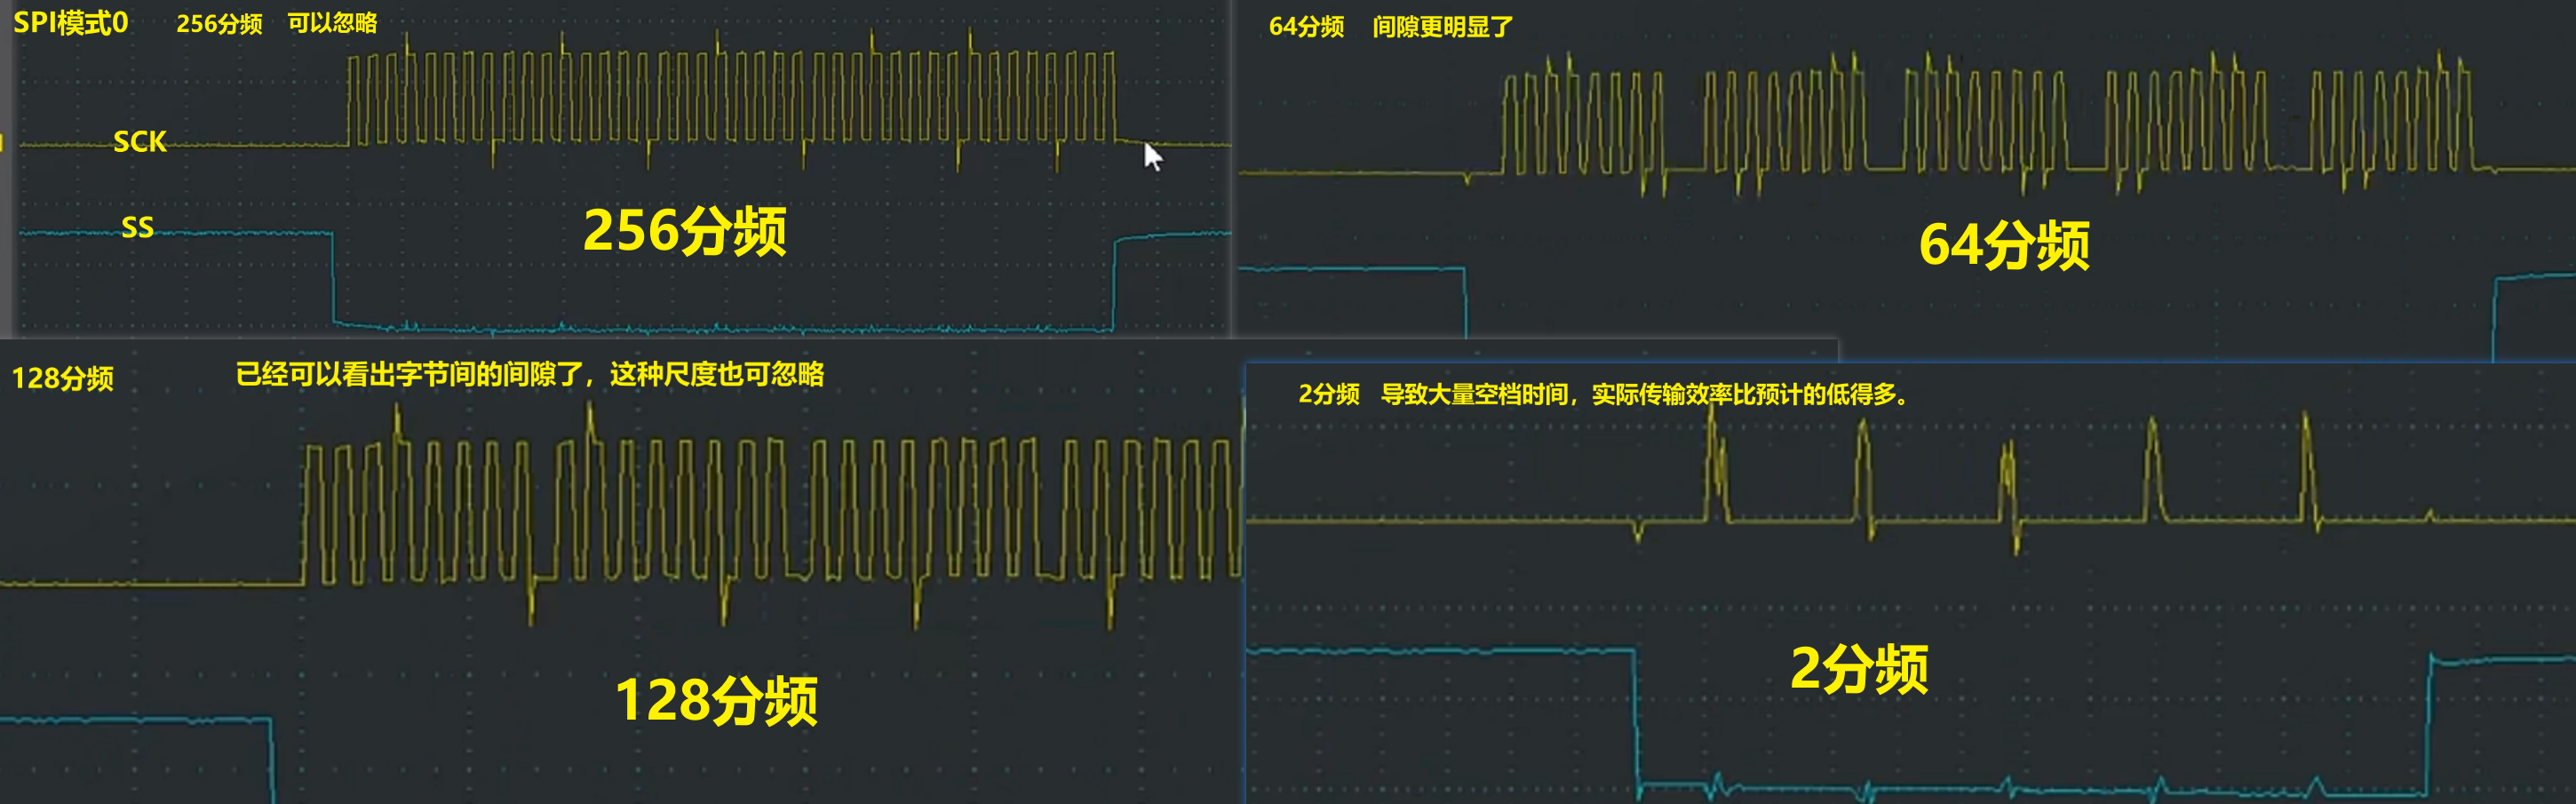 SPI模式0 256分频 可以忽略
SCK
SS
256分频
64分频 间隙更明显了
64分频
128分频 已经可以看出字节间的间隙了，这种尺度也可忽略
128分频
2分频 导致大量空档时间，实际传输效率比预计的低得多。
2分频